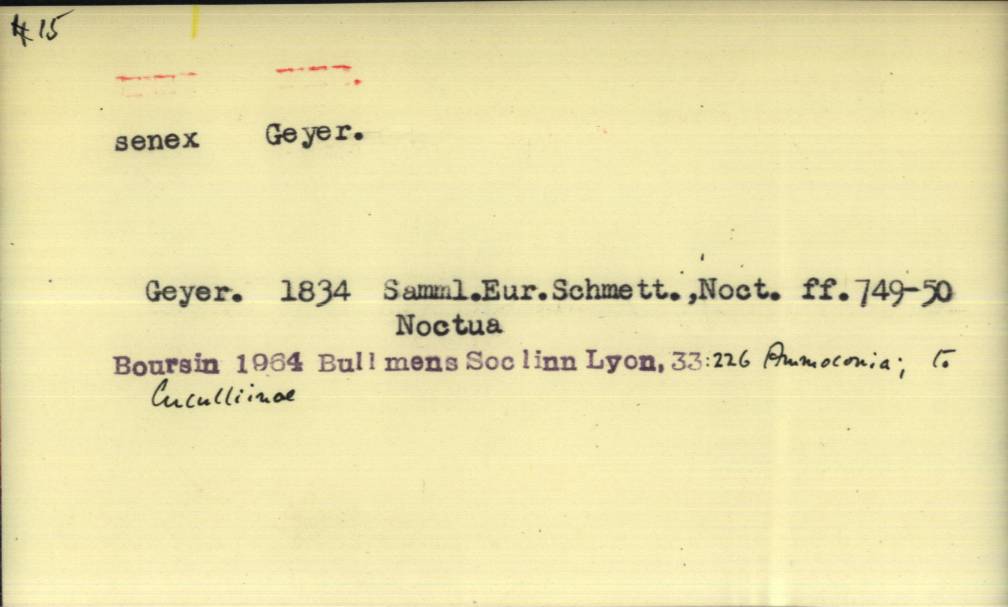 15
senex Geyer.
Geyer. 1834 Samml.Eur.Schmett.,Noct. ff.749-50
Noctua
Boursin 1964 Bull mens Soc linn Lyon, 33:226 Ammoconia; to
Cuculliinae